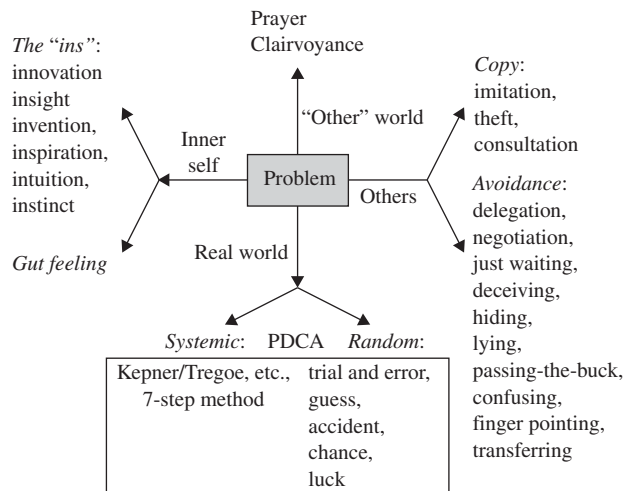 Prayer
Clairvoyance
The “ins”:
innovation
insight
invention,
inspiration,
intuition,
instinct
Gut feeling
Inner
self
“Other” world
Problem
Others
Real world
Copy:
imitation,
theft,
consultation
Avoidance:
delegation,
negotiation,
just waiting,
deceiving,
hiding,
lying,
passing-the-buck,
confusing,
finger pointing,
transferring
Systemic: PDCA Random:
Kepner/Tregoe, etc.,
7-step method
trial and error,
guess,
accident,
chance,
luck